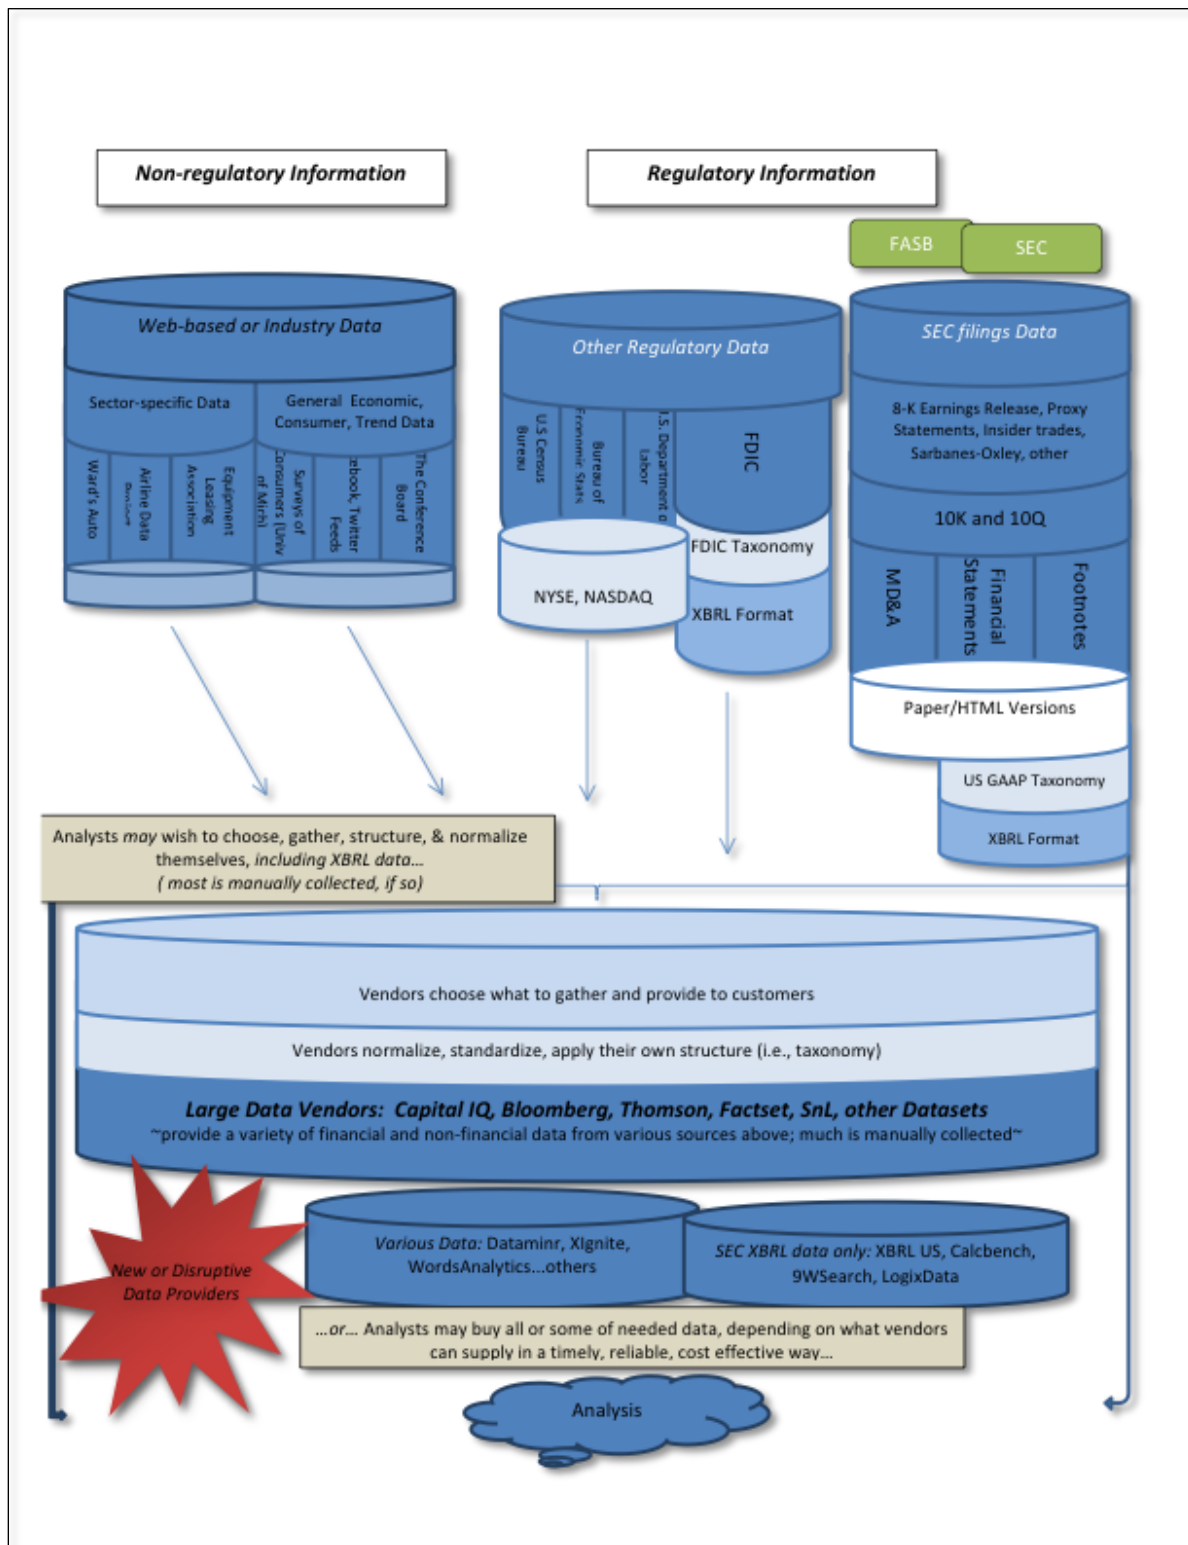 Non-regulatory Information
Regulatory Information
FASB
SEC
Web-based or Industry Data
Other Regulatory Data
SEC filings Data
Sector-specific Data
General Economic,
Consumer, Trend Data
Ward's Auto
Airline Data
Equipment
Leasing
Association
Surveys of
Consumers (Univ
of Mich)
Twitter
Feeds
The Conference
Board
U.S Census
Bureau
Bureau of
Economic Stats
U.S. Department
Labor
FDIC
FDIC Taxonomy
XBRL Format
NYSE, NASDAQ
8-K Earnings Release, Proxy
Statements, Insider trades,
Sarbanes-Oxley, other
10K and 10Q
MD&A
Financial
Statements
Footnotes
Paper/HTML Versions
US GAAP Taxonomy
XBRL Format
Analysts may wish to choose, gather, structure, & normalize
themselves, including XBRL data...
( most is manually collected, if so)
Vendors choose what to gather and provide to customers
Vendors normalize, standardize, apply their own structure (i.e., taxonomy)
Large Data Vendors: Capital IQ, Bloomberg, Thomson, Factset, SnL, other Datasets
~provide a variety of financial and non-financial data from various sources above; much is manually collected~
New or Disruptive
Data Providers
Various Data: Dataminr, XIgnite,
WordsAnalytics...others
SEC XBRL data only: XBRL US, Calcbench,
9WSearch, LogixData
...or... Analysts may buy all or some of needed data, depending on what vendors
can supply in a timely, reliable, cost effective way...
Analysis